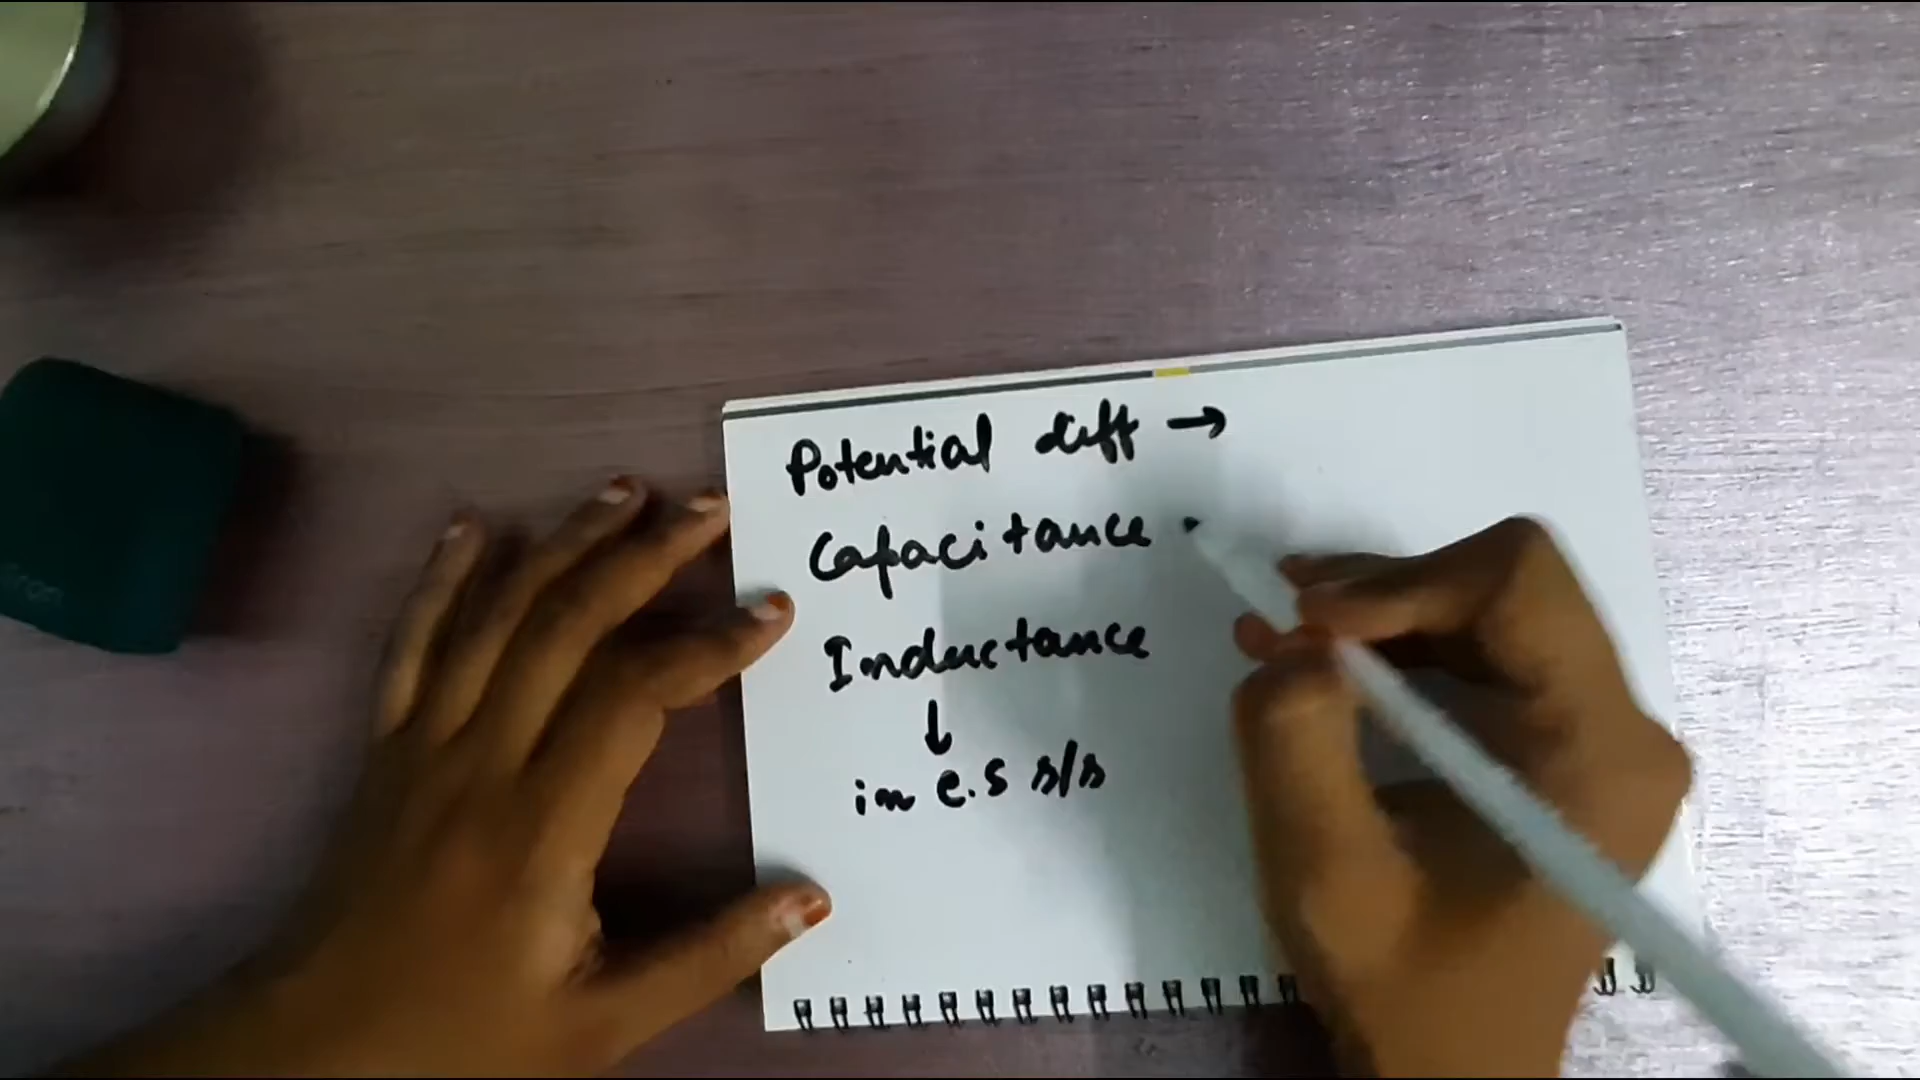 Potential diff →
Capacitance
Inductance
↓
in e.s s/s